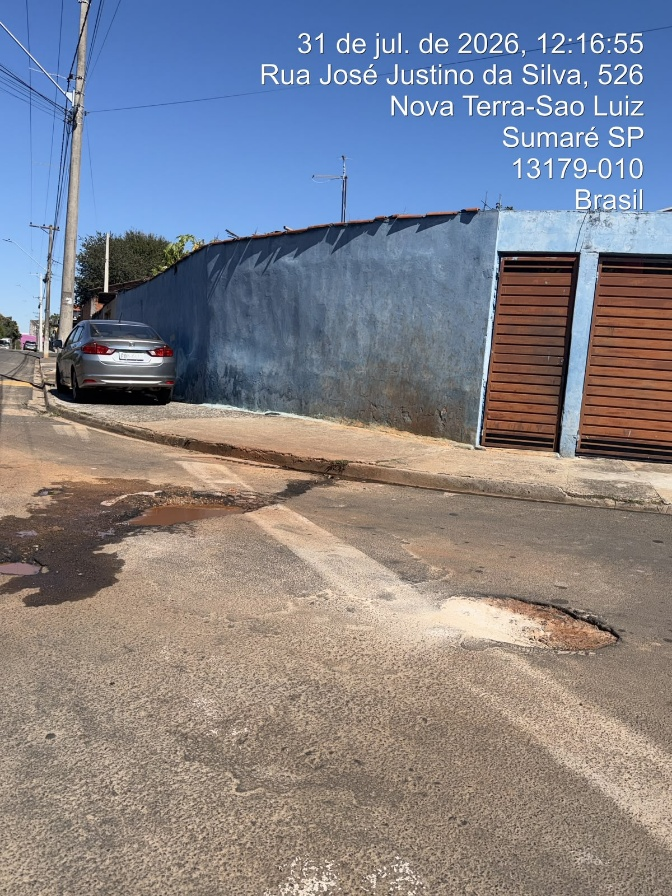 31 de jul. de 2026, 12:16:55
Rua José Justino da Silva, 526
Nova Terra-Sao Luiz
Sumaré SP
13179-010
Brasil